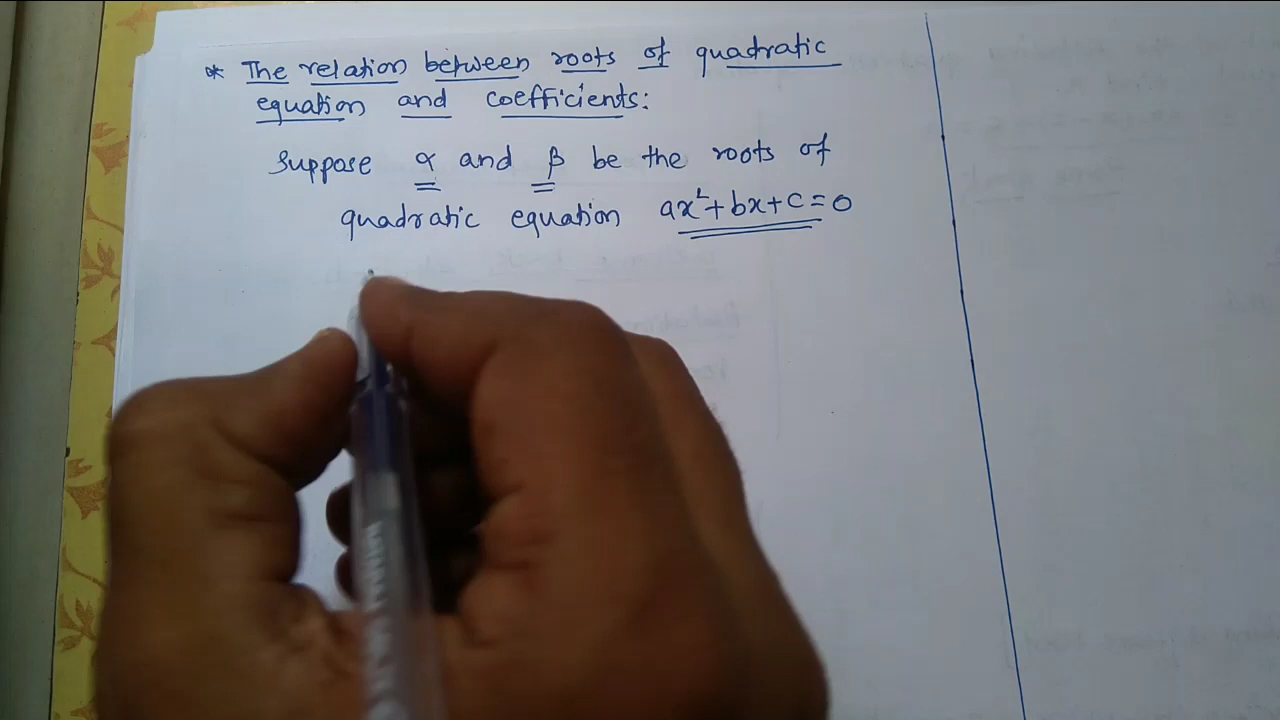 * The relation between roots of quadratic
equation and coefficients:
Suppose α and β be the roots of
quadratic equation ax²+bx+c=0